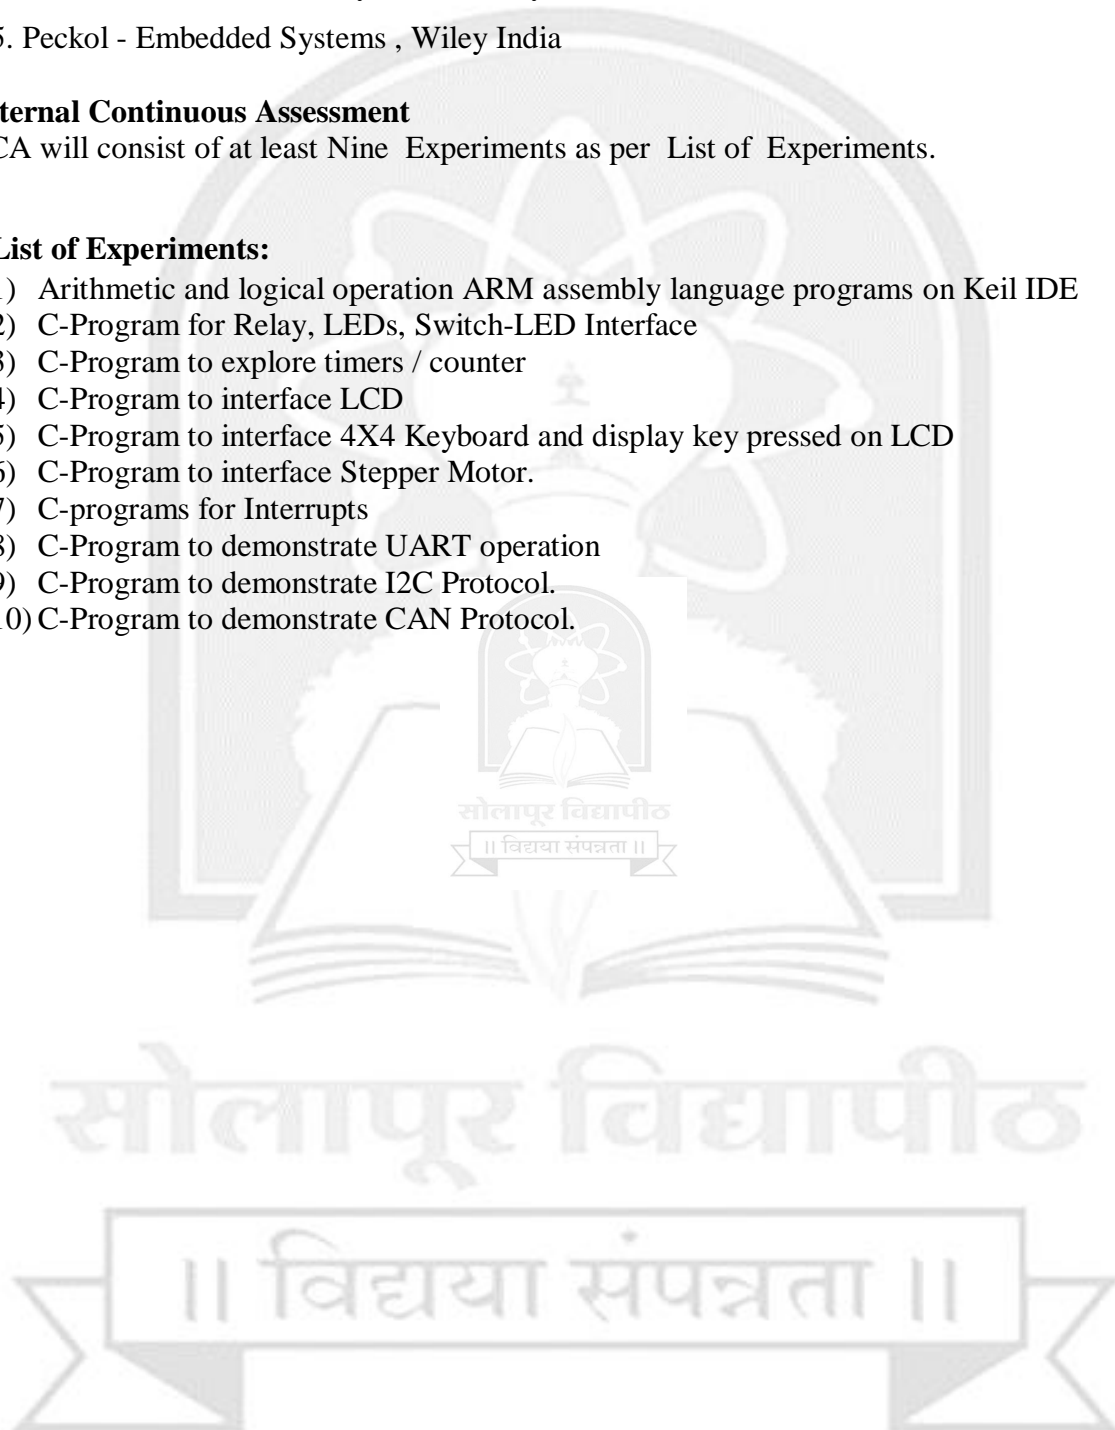 5. Peckol - Embedded Systems , Wiley India
ternal Continuous Assessment
CA will consist of at least Nine Experiments as per List of Experiments.
List of Experiments:
1) Arithmetic and logical operation ARM assembly language programs on Keil IDE
2) C-Program for Relay, LEDs, Switch-LED Interface
3) C-Program to explore timers / counter
4) C-Program to interface LCD
5) C-Program to interface 4X4 Keyboard and display key pressed on LCD
6) C-Program to interface Stepper Motor.
7) C-programs for Interrupts
8) C-Program to demonstrate UART operation
9) C-Program to demonstrate I2C Protocol.
10) C-Program to demonstrate CAN Protocol.
सोलापूर विद्यापीठ
॥ विद्यया संपन्नता ॥
सोलापूर विद्यापीठ
॥ विद्यया संपन्नता ॥